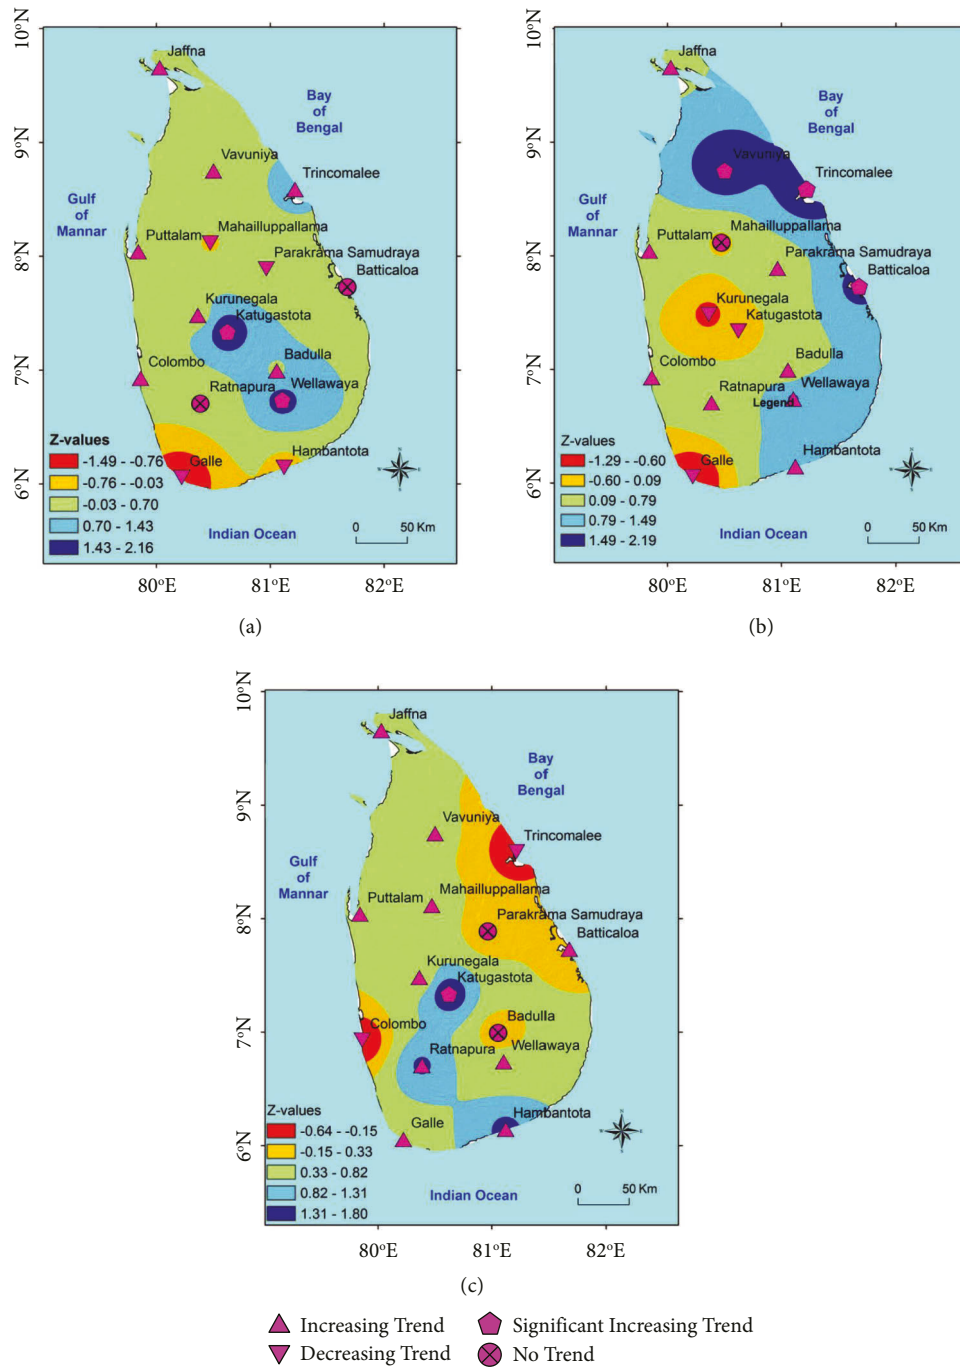 10°N
9°N
8°N
7°N
6°N
Jaffna
Bay
of
Bengal
Vavuniya
Trincomalee
Gulf
of
Mannar
Mahailluppallama
Puttalam
Parakrama Samudraya
Batticaloa
Kurunegala
Katugastota
Colombo
Badulla
Ratnapura
Wellawaya
Z-values
-1.49 - -0.76
-0.76 - -0.03
-0.03 - 0.70
0.70 - 1.43
1.43 - 2.16
Galle
Hambantota
Indian Ocean
0 50 Km
80°E 81°E 82°E
(a)
10°N
9°N
8°N
7°N
6°N
Jaffna
Bay
of
Bengal
Vavuniya
Trincomalee
Gulf
of
Mannar
Mahailluppallama
Puttalam
Parakrama Samudraya
Batticaloa
Kurunegala
Katugastota
Colombo
Badulla
Ratnapura
Wellawaya
Legend
Z-values
-1.29 - -0.60
-0.60 - 0.09
0.09 - 0.79
0.79 - 1.49
1.49 - 2.19
Galle
Hambantota
Indian Ocean
0 50 Km
80°E 81°E 82°E
(b)
10°N
9°N
8°N
7°N
6°N
Jaffna
Bay
of
Bengal
Vavuniya
Trincomalee
Gulf
of
Mannar
Mahailluppallama
Puttalam
Parakrama Samudraya
Batticaloa
Kurunegala
Katugastota
Badulla
Colombo
Ratnapura
Wellawaya
Z-values
-0.64 - -0.15
-0.15 - 0.33
0.33 - 0.82
0.82 - 1.31
1.31 - 1.80
Galle
Hambantota
Indian Ocean
0 50 Km
80°E 81°E 82°E
(c)
Increasing Trend
Significant Increasing Trend
Decreasing Trend
No Trend